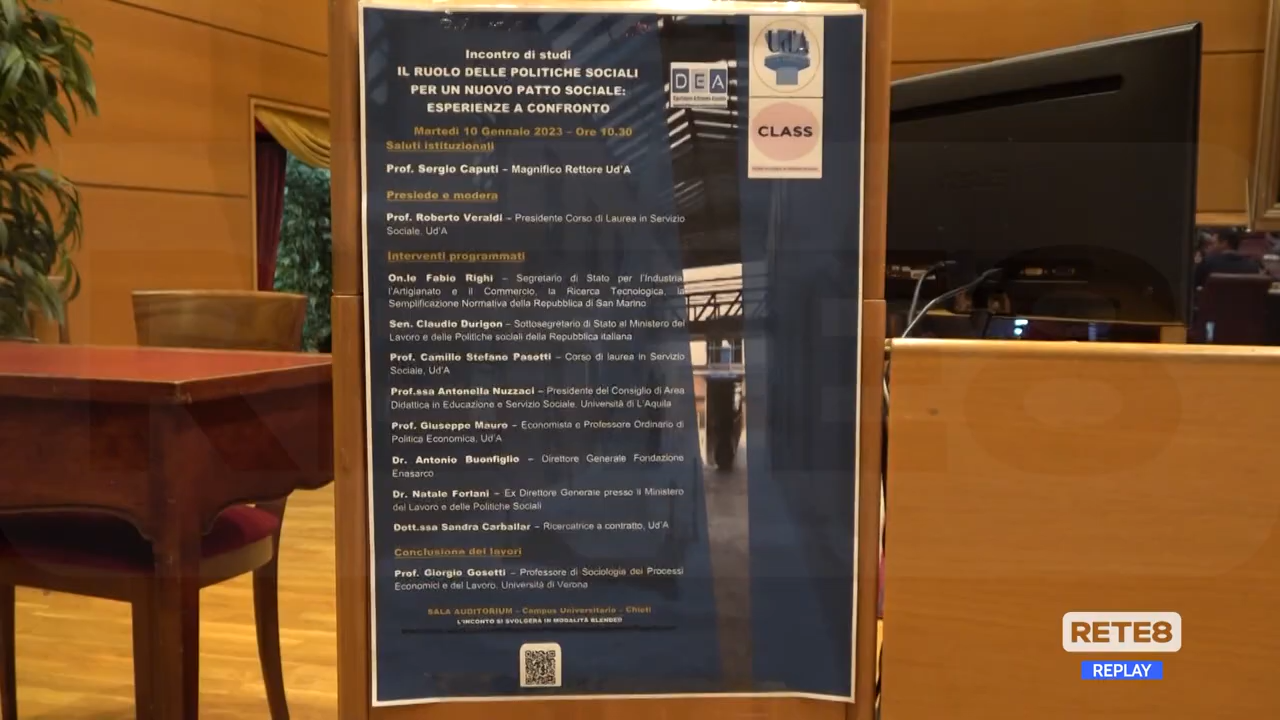 Incontro di studi
IL RUOLO DELLE POLITICHE SOCIALI
PER UN NUOVO PATTO SOCIALE:
ESPERIENZE A CONFRONTO
Martedì 10 Gennaio 2023 – Ore 10.30
Saluti istituzionali
Prof. Sergio Caputi – Magnifico Rettore Ud'A
Presiede e modera
Prof. Roberto Veraldi – Presidente Corso di Laurea in Servizio
Sociale, Ud'A
Interventi programmati
On.le Fabio Righi – Segretario di Stato per l'Industria,
l'Artigianato e il Commercio, la Ricerca Tecnologica, la
Semplificazione Normativa della Repubblica di San Marino
Sen. Claudio Durigon – Sottosegretario di Stato al Ministero del
Lavoro e delle Politiche sociali della Repubblica italiana
Prof. Camillo Stefano Pasotti – Corso di laurea in Servizio
Sociale, Ud'A
Prof.ssa Antonella Nuzzaci – Presidente del Consiglio di Area
Didattica in Educazione e Servizio Sociale, Università di L'Aquila
Prof. Giuseppe Mauro – Economista e Professore Ordinario di
Politica Economica, Ud'A
Dr. Antonio Buonfiglio – Direttore Generale Fondazione
Enasarco
Dr. Natale Forlani – Ex Direttore Generale presso il Ministero
del Lavoro e delle Politiche Sociali
Dott.ssa Sandra Carballar – Ricercatrice a contratto, Ud'A
Conclusione dei lavori
Prof. Giorgio Gosetti – Professore di Sociologia dei Processi
Economici e del Lavoro, Università di Verona
SALA AUDITORIUM – Campus Universitario – Chieti
L'INCONTO SI SVOLGERÀ IN MODALITÀ BLENDED
DEA
UdA
CLASS
RETE8
REPLAY